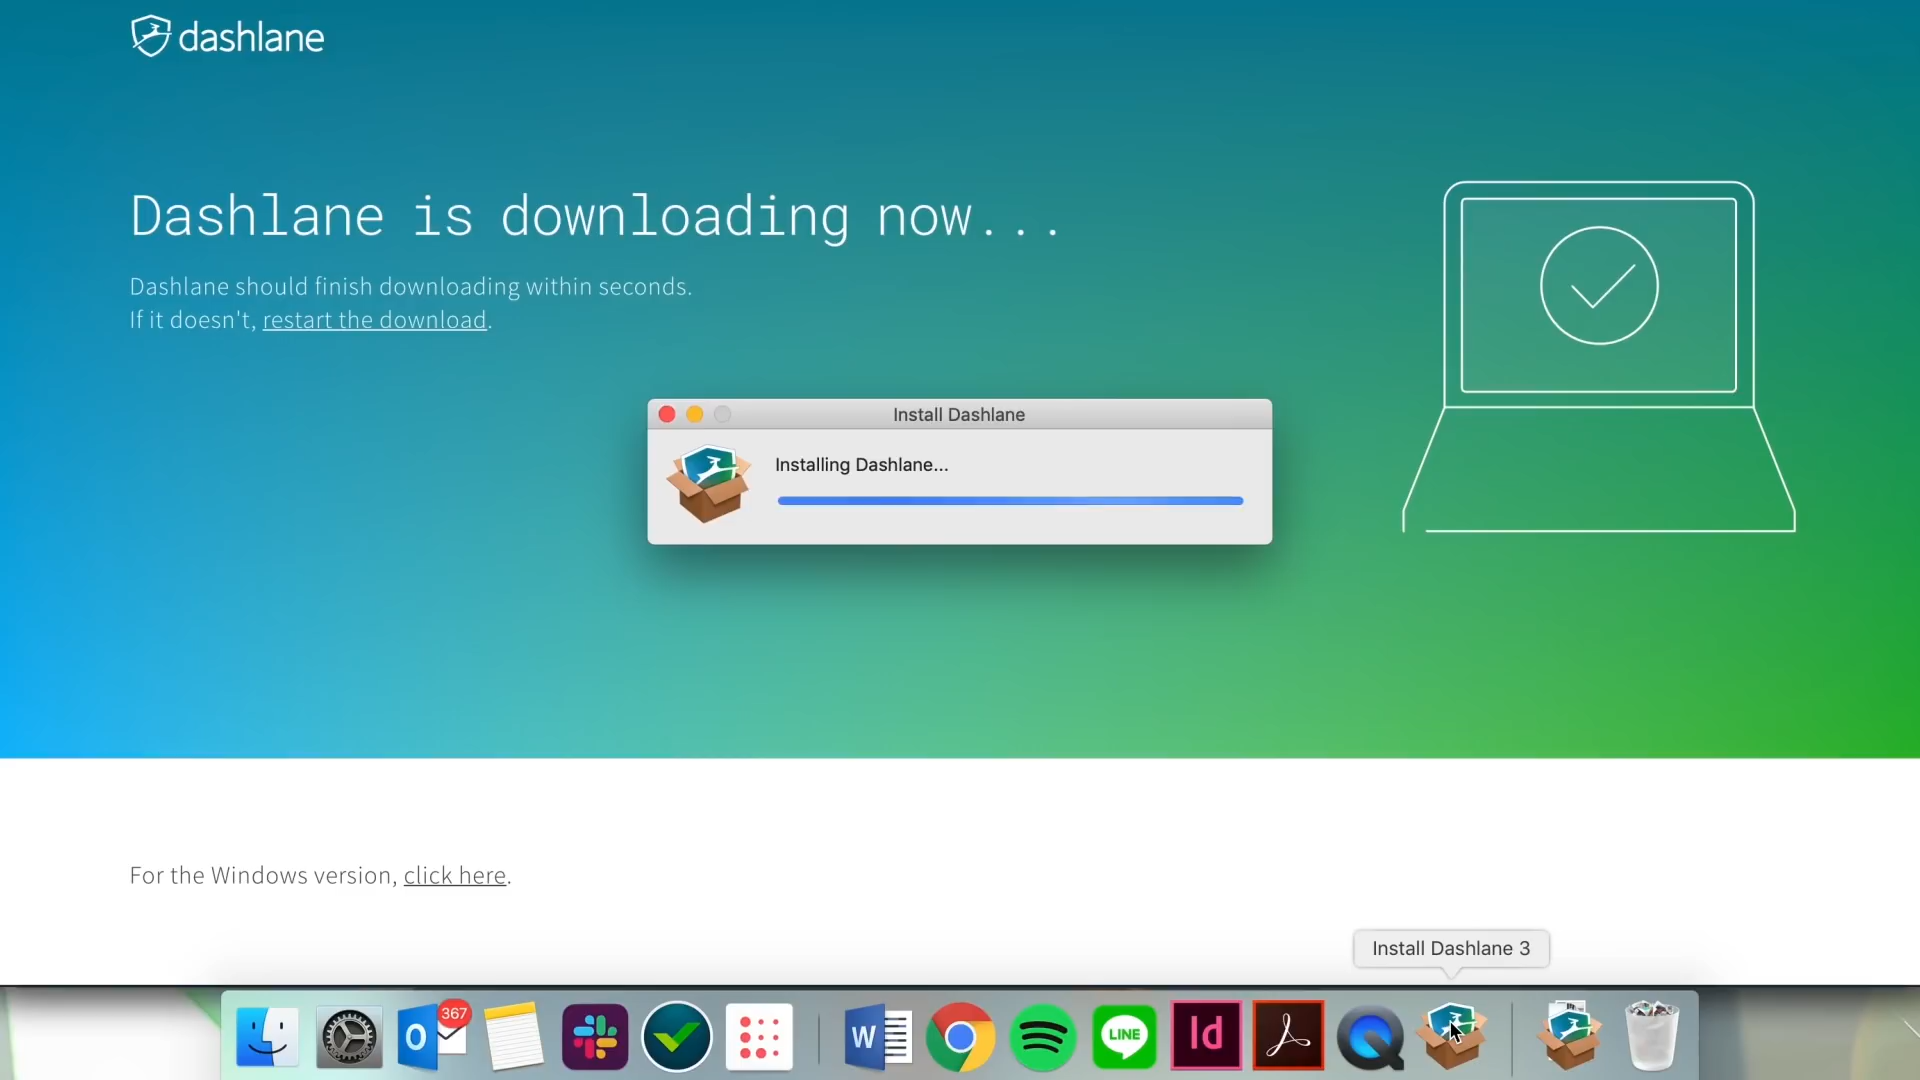 dashlane
Dashlane is downloading now...
Dashlane should finish downloading within seconds.
If it doesn't, restart the download.
Install Dashlane
Installing Dashlane...
For the Windows version, click here.
Install Dashlane 3
367
O
W
LINE
Id